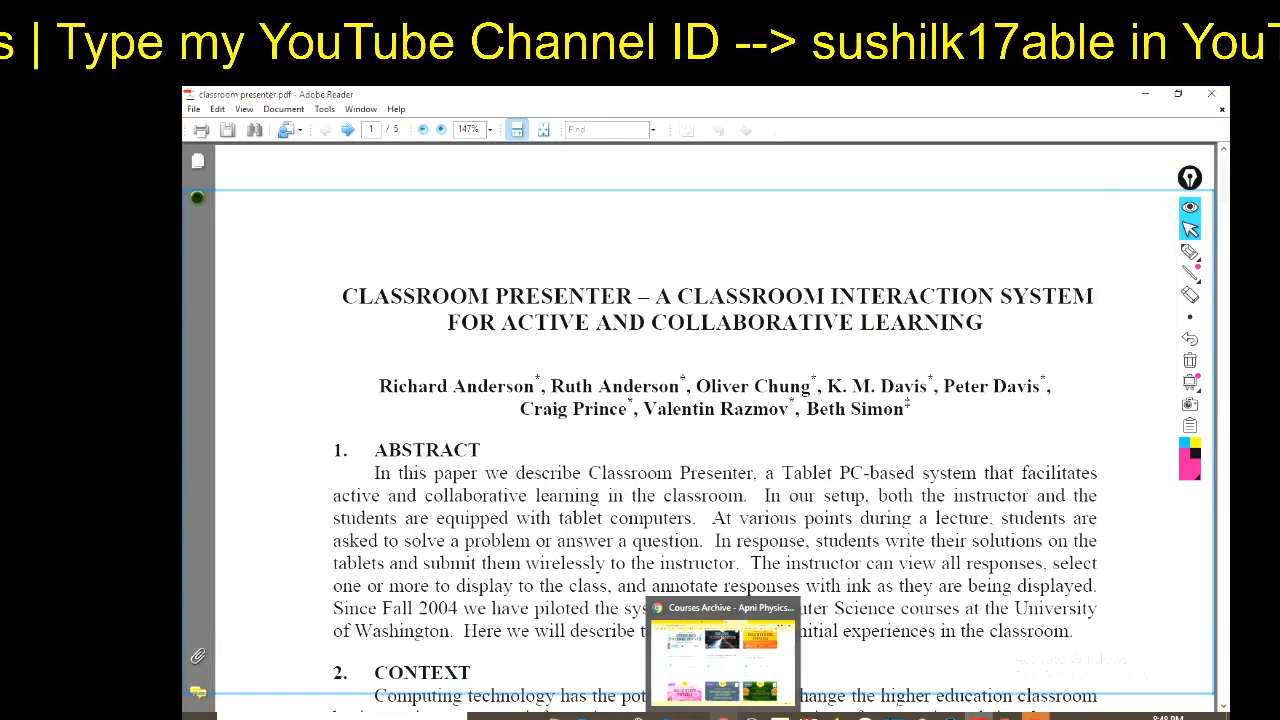 s | Type my YouTube Channel ID --> sushilk17able in YouT
classroom presenter.pdf - Adobe Reader
File Edit View Document Tools Window Help
1 / 5 147% Find
CLASSROOM PRESENTER – A CLASSROOM INTERACTION SYSTEM
FOR ACTIVE AND COLLABORATIVE LEARNING
Richard Anderson*, Ruth Anderson†, Oliver Chung*, K. M. Davis*, Peter Davis*,
Craig Prince*, Valentin Razmov*, Beth Simon‡
1. ABSTRACT
In this paper we describe Classroom Presenter, a Tablet PC-based system that facilitates
active and collaborative learning in the classroom. In our setup, both the instructor and the
students are equipped with tablet computers. At various points during a lecture, students are
asked to solve a problem or answer a question. In response, students write their solutions on the
tablets and submit them wirelessly to the instructor. The instructor can view all responses, select
one or more to display to the class, and annotate responses with ink as they are being displayed.
Since Fall 2004 we have piloted the sys
uter Science courses at the University
of Washington. Here we will describe t
nitial experiences in the classroom.
Courses Archive - Apni Physics...
2. CONTEXT
Computing technology has the pot
hange the higher education classroom
Activate Windows
8:48 PM